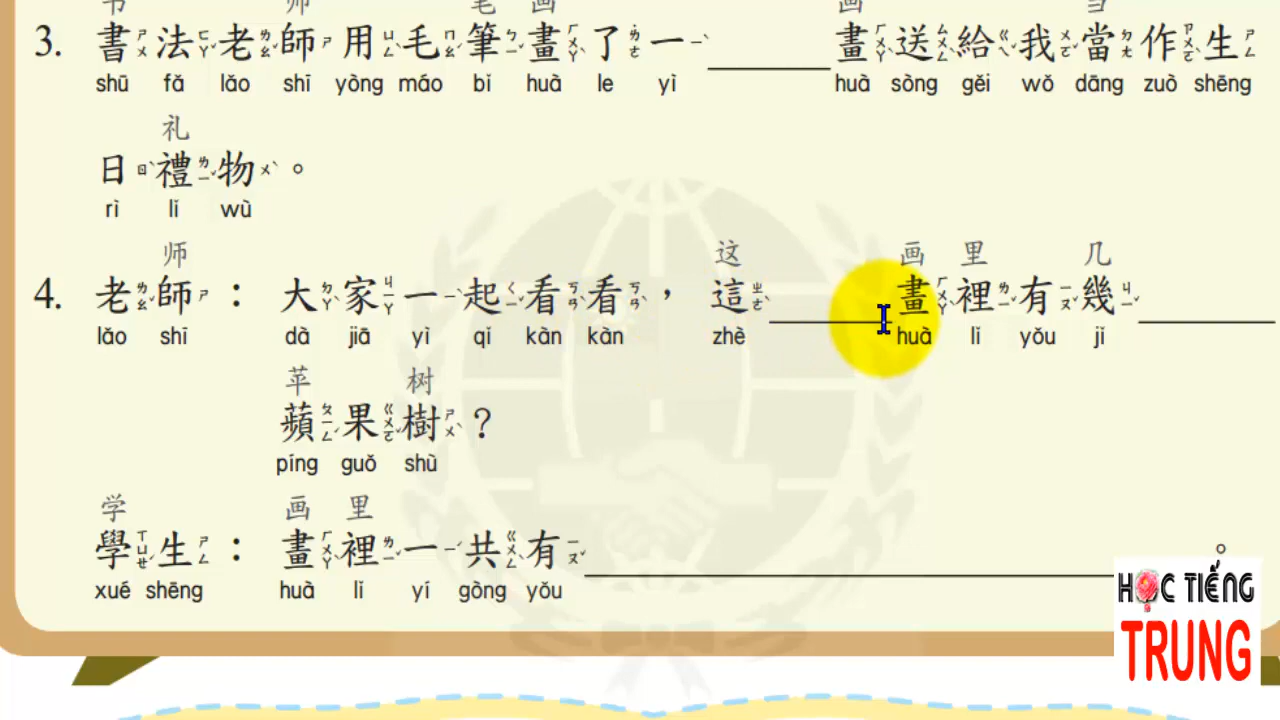 书 师 笔 画 画 当
3. 書法老師用毛筆畫了一______畫送給我當作生
shū fǎ lǎo shī yòng máo bǐ huà le yì huà sòng gěi wǒ dāng zuò shēng
礼
日禮物。
rì lǐ wù
师 这 画 里 几
4. 老師：大家一起看看，這______畫裡有幾______
lǎo shī dà jiā yì qǐ kàn kàn zhè huà lǐ yǒu jǐ
苹 树
蘋果樹？
píng guǒ shù
学 画 里
學生：畫裡一共有______。
xué shēng huà lǐ yí gòng yǒu
HỌC TIẾNG
TRUNG